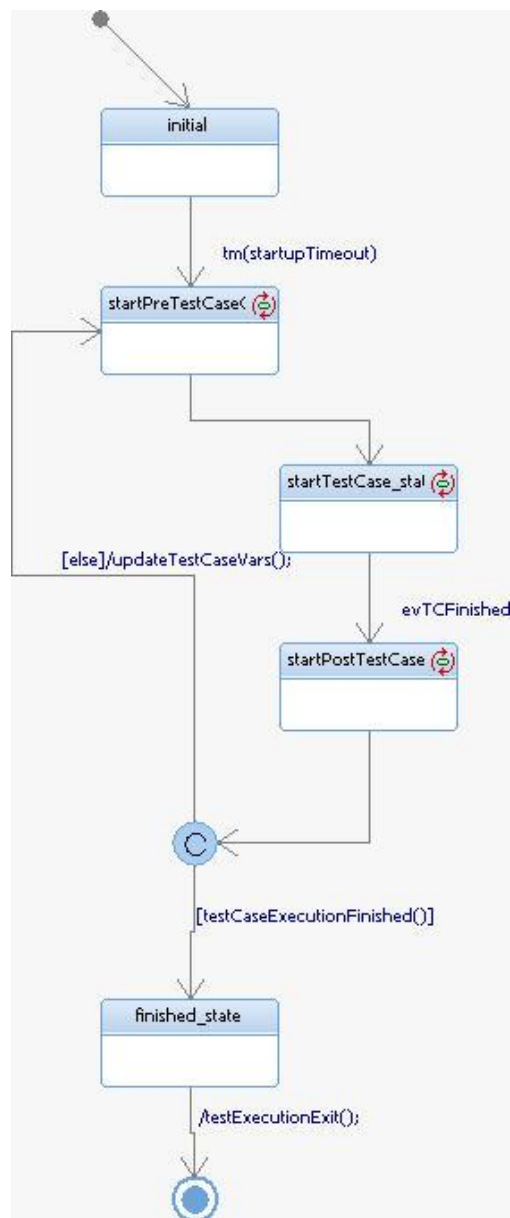 initial
tm(startupTimeout)
startPreTestCase
startTestCase_stat
[else]/updateTestCaseVars();
evTCFinished
startPostTestCase
C
[testCaseExecutionFinished()]
finished_state
/testExecutionExit();